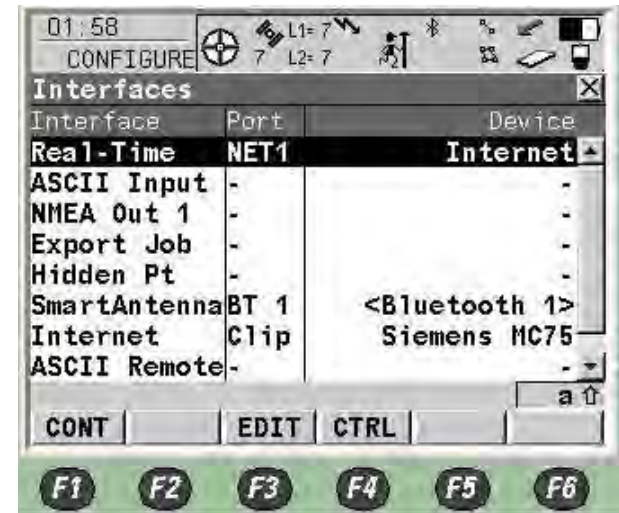 01:58
CONFIGURE
7
L1= 7
L2= 7
Interfaces
Interface Port Device
Real-Time NET1 Internet
ASCII Input - -
NMEA Out 1 - -
Export Job - -
Hidden Pt - -
SmartAntenna BT 1 <Bluetooth 1>
Internet Clip Siemens MC75
ASCII Remote - -
a
CONT EDIT CTRL
F1 F2 F3 F4 F5 F6